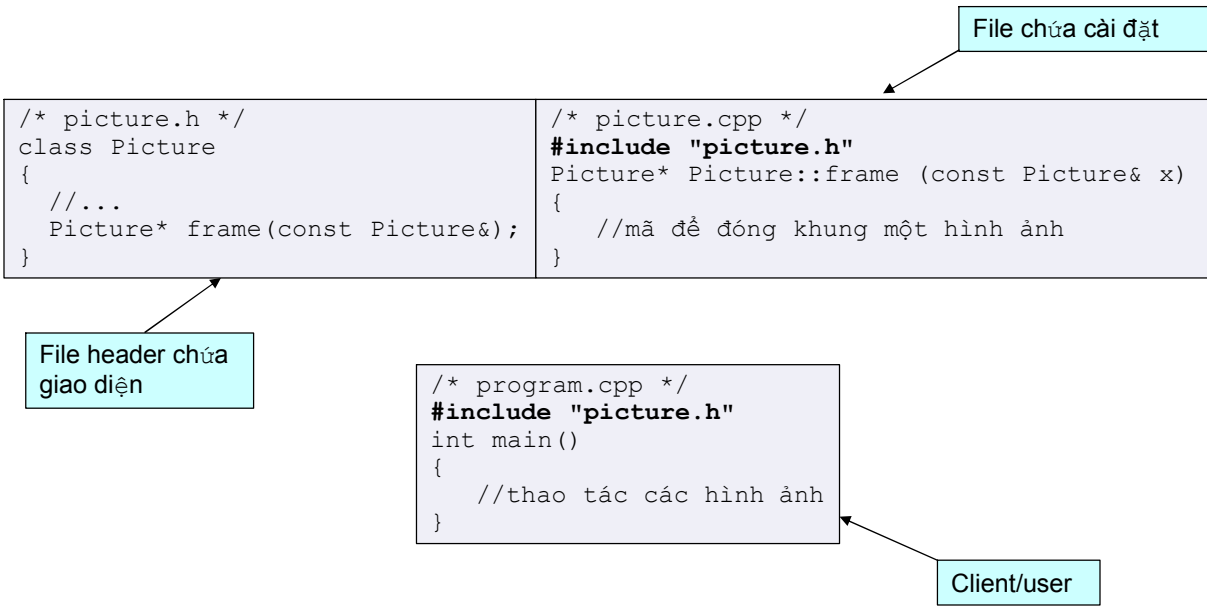 File chứa cài đặt
/* picture.h */
class Picture
{
//...
Picture* frame(const Picture&);
}
/* picture.cpp */
#include "picture.h"
Picture* Picture::frame (const Picture& x)
{
//mã để đóng khung một hình ảnh
}
File header chứa
giao diện
/* program.cpp */
#include "picture.h"
int main()
{
//thao tác các hình ảnh
}
Client/user